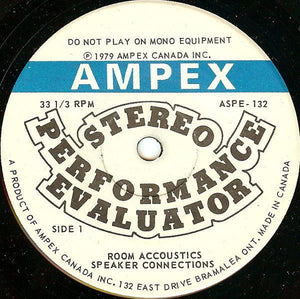 DO NOT PLAY ON MONO EQUIPMENT
℗ 1979 AMPEX CANADA INC.
AMPEX
33 1/3 RPM
ASPE - 132
STEREO
PERFORMANCE
EVALUATOR
SIDE 1
ROOM ACCOUSTICS
SPEAKER CONNECTIONS
A PRODUCT OF AMPEX CANADA INC. 132 EAST DRIVE BRAMALEA ONT. MADE IN CANADA